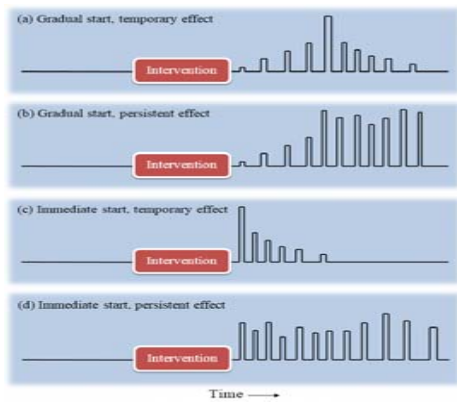 (a) Gradual start, temporary effect
Intervention
(b) Gradual start, persistent effect
Intervention
(c) Immediate start, temporary effect
Intervention
(d) Immediate start, persistent effect
Intervention
Time →